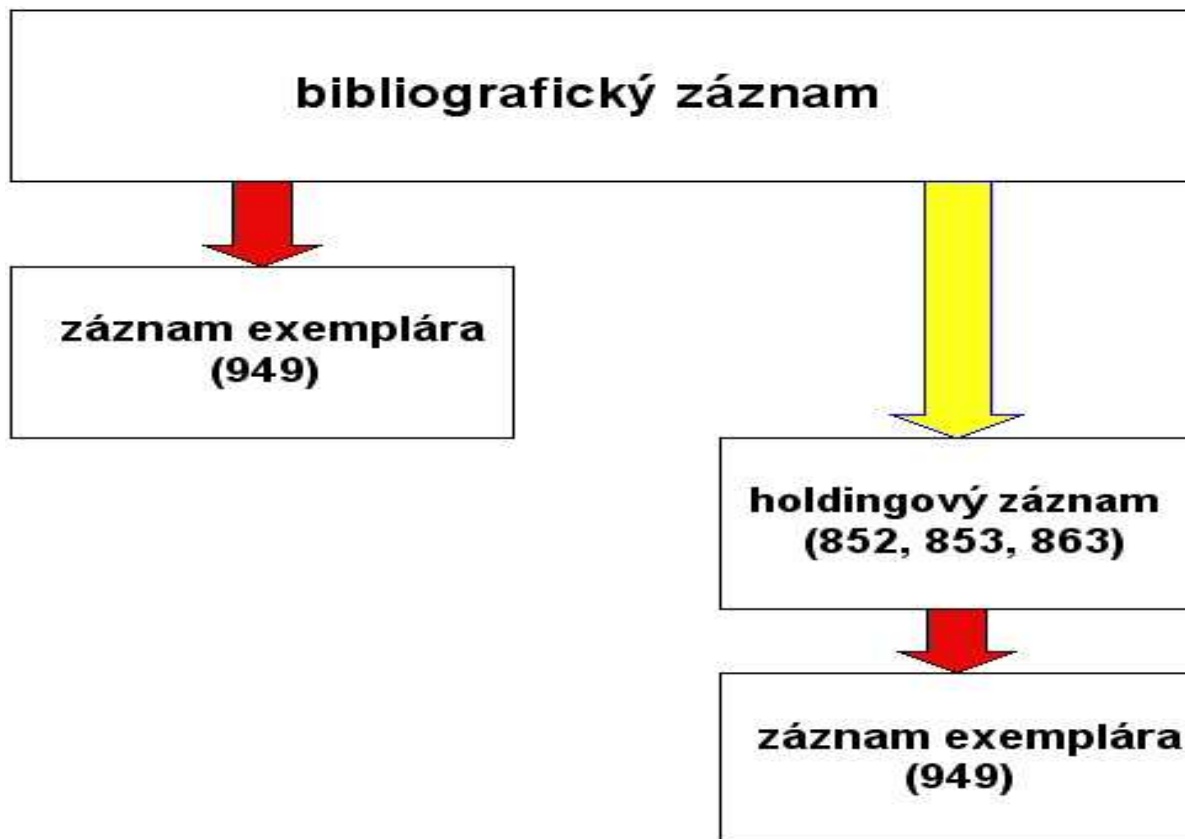 bibliografický záznam
záznam exemplára
(949)
holdingový záznam
(852, 853, 863)
záznam exemplára
(949)